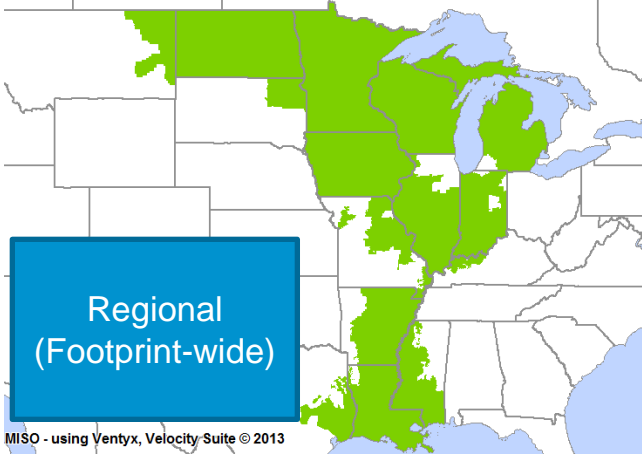 Regional
(Footprint-wide)
MISO - using Ventyx, Velocity Suite © 2013